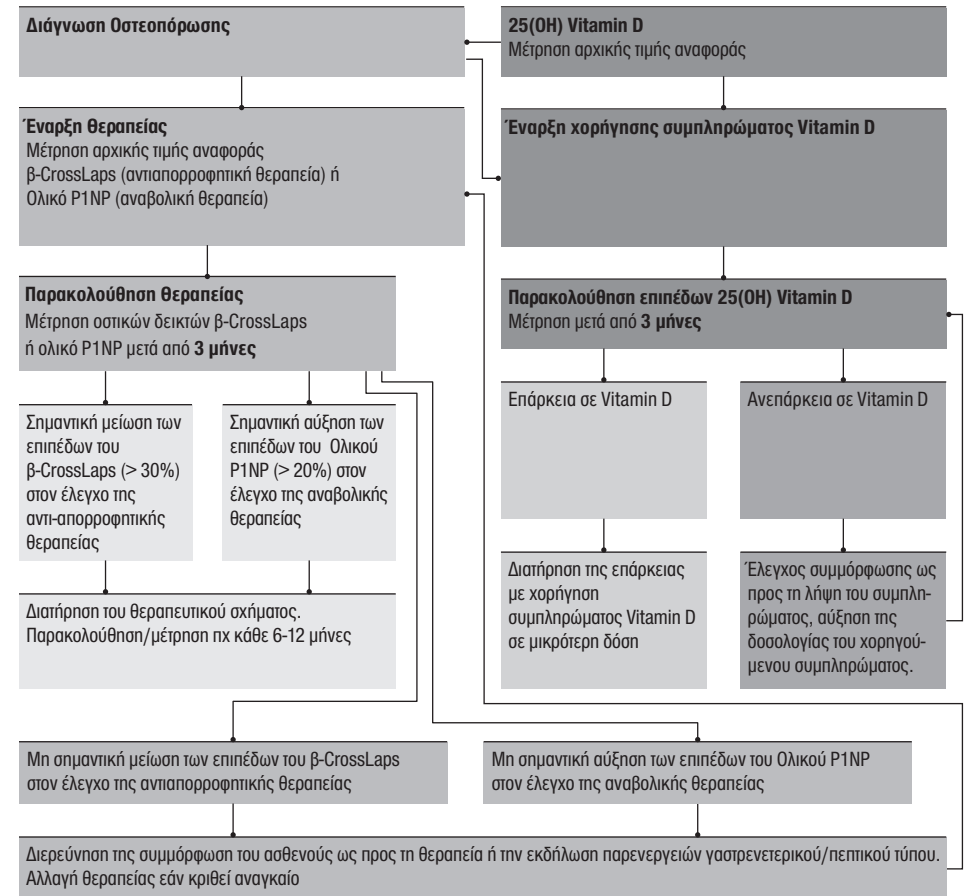 Διάγνωση Οστεοπόρωσης
25(OH) Vitamin D
Μέτρηση αρχικής τιμής αναφοράς
Έναρξη θεραπείας
Μέτρηση αρχικής τιμής αναφοράς
β-CrossLaps (αντιαπορροφητική θεραπεία) ή
Ολικό P1NP (αναβολική θεραπεία)
Έναρξη χορήγησης συμπληρώματος Vitamin D
Παρακολούθηση θεραπείας
Μέτρηση οστικών δεικτών β-CrossLaps
ή ολικό P1NP μετά από 3 μήνες
Παρακολούθηση επιπέδων 25(OH) Vitamin D
Μέτρηση μετά από 3 μήνες
Σημαντική μείωση των
επιπέδων του
β-CrossLaps (> 30%)
στον έλεγχο της
αντι-απορροφητικής
θεραπείας
Σημαντική αύξηση των
επιπέδων του Ολικού
P1NP (> 20%) στον
έλεγχο της αναβολικής
θεραπείας
Επάρκεια σε Vitamin D
Ανεπάρκεια σε Vitamin D
Διατήρηση του θεραπευτικού σχήματος.
Παρακολούθηση/μέτρηση πχ κάθε 6-12 μήνες
Διατήρηση της επάρκειας
με χορήγηση
συμπληρώματος Vitamin D
σε μικρότερη δόση
Έλεγχος συμμόρφωσης ως
προς τη λήψη του συμπλη-
ρώματος, αύξηση της
δοσολογίας του χορηγού-
μενου συμπληρώματος.
Μη σημαντική μείωση των επιπέδων του β-CrossLaps
στον έλεγχο της αντιαπορροφητικής θεραπείας
Μη σημαντική αύξηση των επιπέδων του Ολικού P1NP
στον έλεγχο της αναβολικής θεραπείας
Διερεύνηση της συμμόρφωση του ασθενούς ως προς τη θεραπεία ή την εκδήλωση παρενεργειών γαστρενετερικού/πεπτικού τύπου.
Αλλαγή θεραπείας εάν κριθεί αναγκαίο